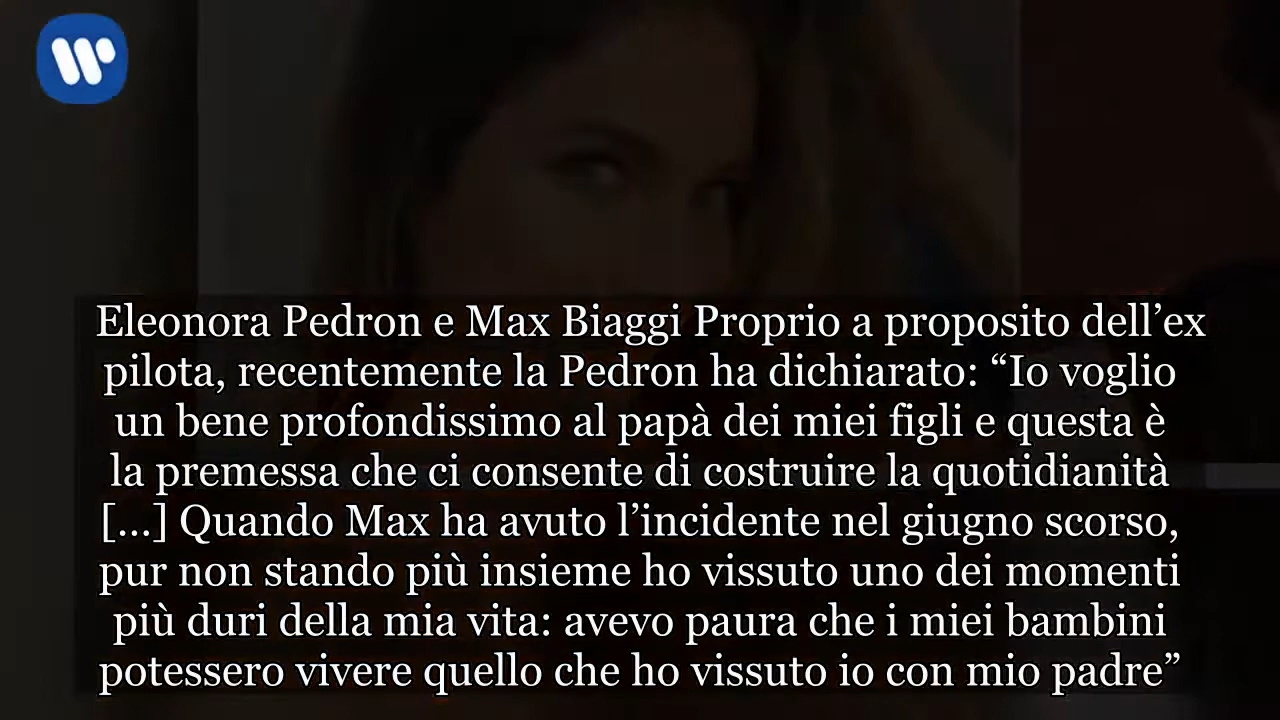 Eleonora Pedron e Max Biaggi Proprio a proposito dell’ex
pilota, recentemente la Pedron ha dichiarato: “Io voglio
un bene profondissimo al papà dei miei figli e questa è
la premessa che ci consente di costruire la quotidianità
[...] Quando Max ha avuto l’incidente nel giugno scorso,
pur non stando più insieme ho vissuto uno dei momenti
più duri della mia vita: avevo paura che i miei bambini
potessero vivere quello che ho vissuto io con mio padre”